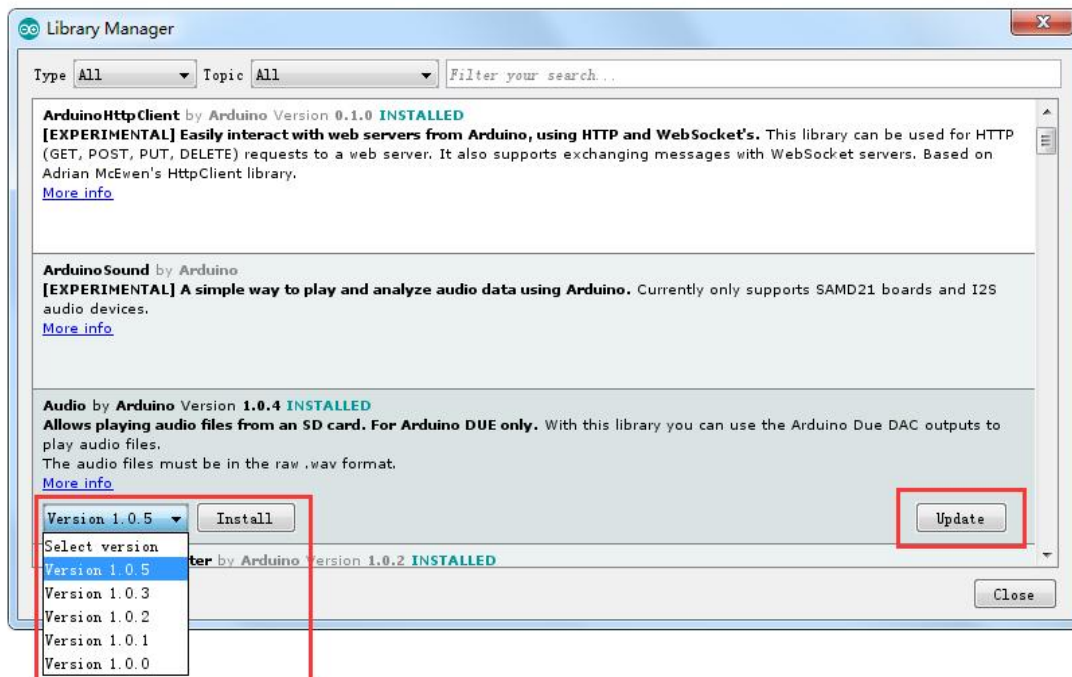 Library Manager
Type All Topic All Filter your search...
ArduinoHttpClient by Arduino Version 0.1.0 INSTALLED
[EXPERIMENTAL] Easily interact with web servers from Arduino, using HTTP and WebSocket's. This library can be used for HTTP
(GET, POST, PUT, DELETE) requests to a web server. It also supports exchanging messages with WebSocket servers. Based on
Adrian McEwen's HttpClient library.
More info
ArduinoSound by Arduino
[EXPERIMENTAL] A simple way to play and analyze audio data using Arduino. Currently only supports SAMD21 boards and I2S
audio devices.
More info
Audio by Arduino Version 1.0.4 INSTALLED
Allows playing audio files from an SD card. For Arduino DUE only. With this library you can use the Arduino Due DAC outputs to
play audio files.
The audio files must be in the raw .wav format.
More info
Version 1.0.5 Install Update
Select version
Version 1.0.5 ter by Arduino Version 1.0.2 INSTALLED
Version 1.0.3 Close
Version 1.0.2
Version 1.0.1
Version 1.0.0